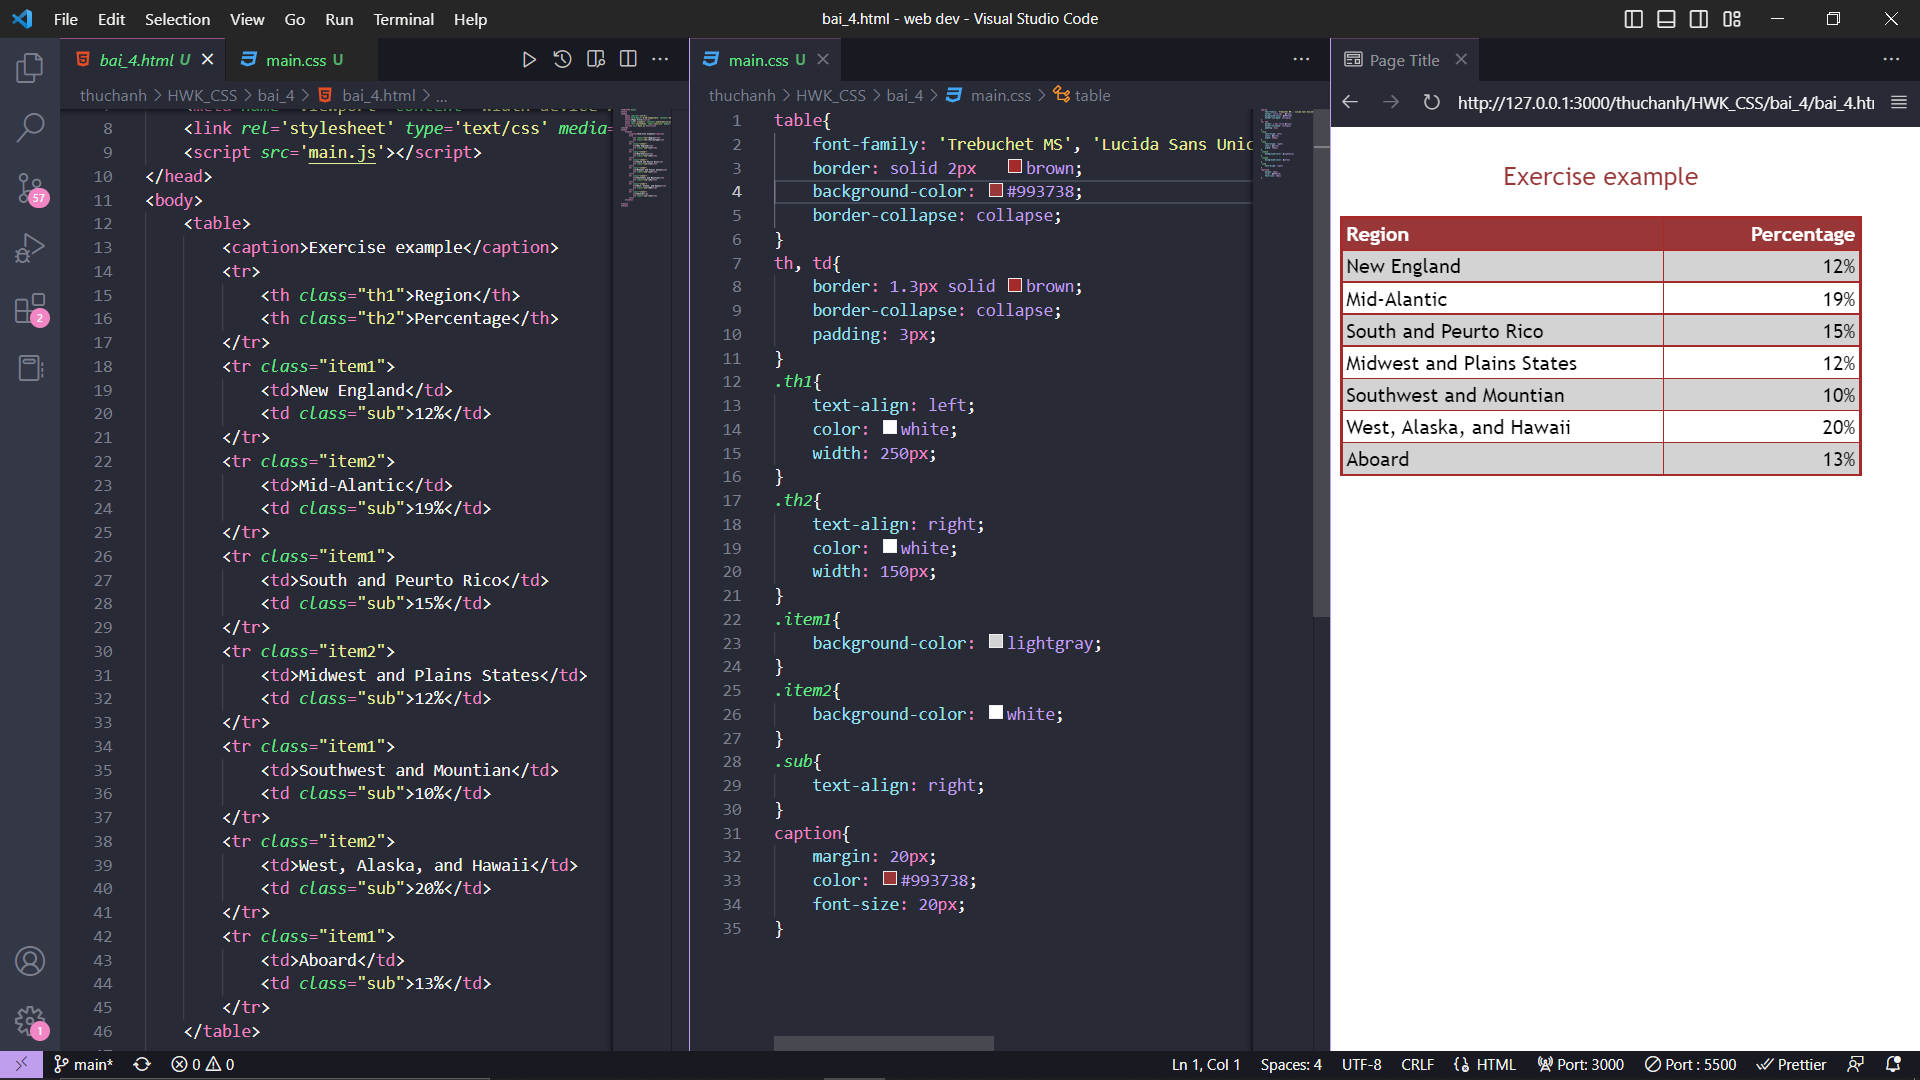 File Edit Selection View Go Run Terminal Help
bai_4.html - web dev - Visual Studio Code
bai_4.html U
main.css U
thuchanh > HWK_CSS > bai_4 > bai_4.html > ...
8 <link rel='stylesheet' type='text/css' media=
9 <script src='main.js'></script>
10 </head>
11 <body>
12 <table>
13 <caption>Exercise example</caption>
14 <tr>
15 <th class="th1">Region</th>
16 <th class="th2">Percentage</th>
17 </tr>
18 <tr class="item1">
19 <td>New England</td>
20 <td class="sub">12%</td>
21 </tr>
22 <tr class="item2">
23 <td>Mid-Alantic</td>
24 <td class="sub">19%</td>
25 </tr>
26 <tr class="item1">
27 <td>South and Peurto Rico</td>
28 <td class="sub">15%</td>
29 </tr>
30 <tr class="item2">
31 <td>Midwest and Plains States</td>
32 <td class="sub">12%</td>
33 </tr>
34 <tr class="item1">
35 <td>Southwest and Mountian</td>
36 <td class="sub">10%</td>
37 </tr>
38 <tr class="item2">
39 <td>West, Alaska, and Hawaii</td>
40 <td class="sub">20%</td>
41 </tr>
42 <tr class="item1">
43 <td>Aboard</td>
44 <td class="sub">13%</td>
45 </tr>
46 </table>
main.css U
thuchanh > HWK_CSS > bai_4 > main.css > table
1 table{
2 font-family: 'Trebuchet MS', 'Lucida Sans Unic
3 border: solid 2px brown;
4 background-color: #993738;
5 border-collapse: collapse;
6 }
7 th, td{
8 border: 1.3px solid brown;
9 border-collapse: collapse;
10 padding: 3px;
11 }
12 .th1{
13 text-align: left;
14 color: white;
15 width: 250px;
16 }
17 .th2{
18 text-align: right;
19 color: white;
20 width: 150px;
21 }
22 .item1{
23 background-color: lightgray;
24 }
25 .item2{
26 background-color: white;
27 }
28 .sub{
29 text-align: right;
30 }
31 caption{
32 margin: 20px;
33 color: #993738;
34 font-size: 20px;
35 }
Page Title
http://127.0.0.1:3000/thuchanh/HWK_CSS/bai_4/bai_4.ht
Exercise example
Region Percentage
New England 12%
Mid-Alantic 19%
South and Peurto Rico 15%
Midwest and Plains States 12%
Southwest and Mountian 10%
West, Alaska, and Hawaii 20%
Aboard 13%
57
2
1
main* 0 0 Ln 1, Col 1 Spaces: 4 UTF-8 CRLF HTML Port: 3000 Port : 5500 Prettier